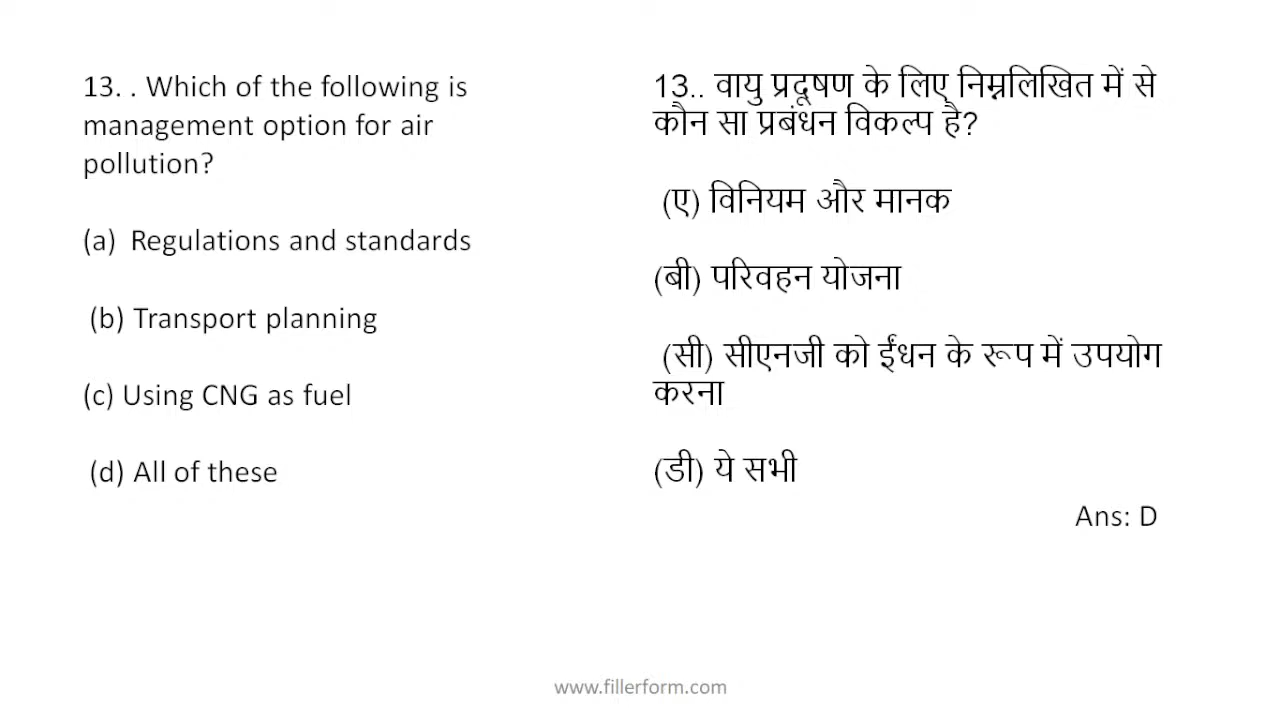 13. . Which of the following is
management option for air
pollution?
(a) Regulations and standards
(b) Transport planning
(c) Using CNG as fuel
(d) All of these
13.. वायु प्रदूषण के लिए निम्नलिखित में से
कौन सा प्रबंधन विकल्प है?
(ए) विनियम और मानक
(बी) परिवहन योजना
(सी) सीएनजी को ईंधन के रूप में उपयोग
करना
(डी) ये सभी
Ans: D
www.fillerform.com